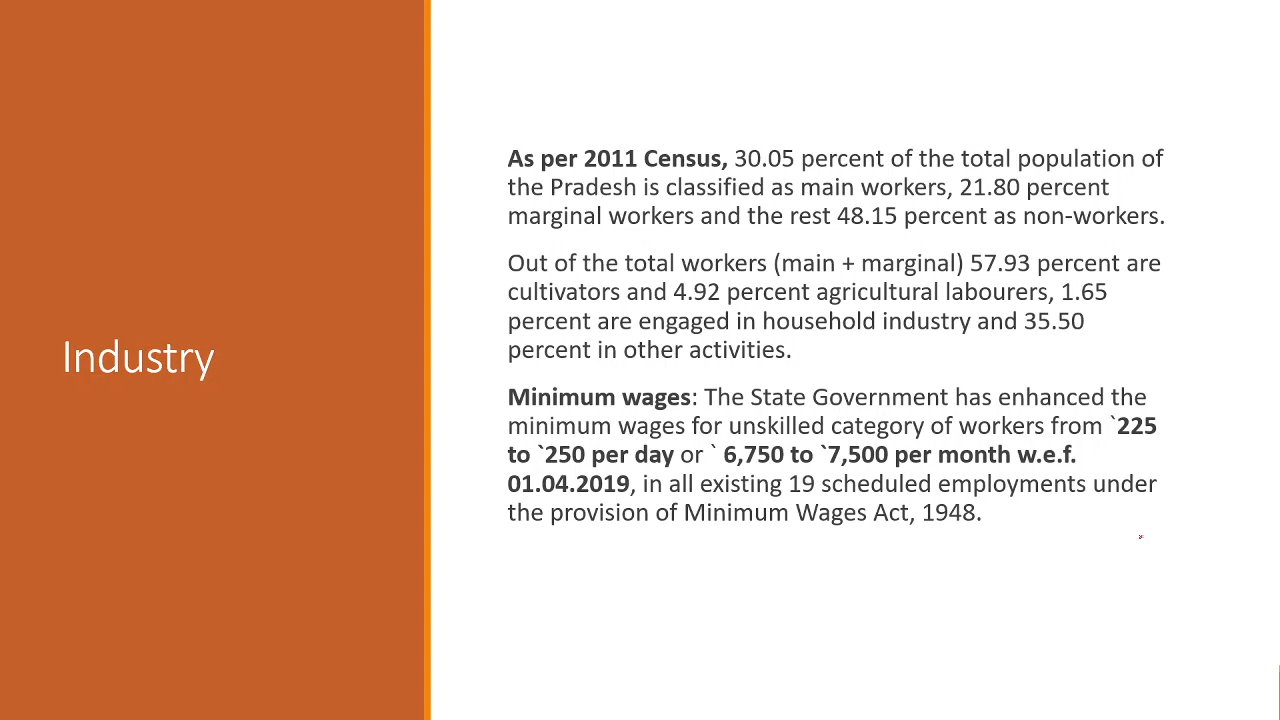 Industry
As per 2011 Census, 30.05 percent of the total population of
the Pradesh is classified as main workers, 21.80 percent
marginal workers and the rest 48.15 percent as non-workers.
Out of the total workers (main + marginal) 57.93 percent are
cultivators and 4.92 percent agricultural labourers, 1.65
percent are engaged in household industry and 35.50
percent in other activities.
Minimum wages: The State Government has enhanced the
minimum wages for unskilled category of workers from `225
to `250 per day or ` 6,750 to `7,500 per month w.e.f.
01.04.2019, in all existing 19 scheduled employments under
the provision of Minimum Wages Act, 1948.